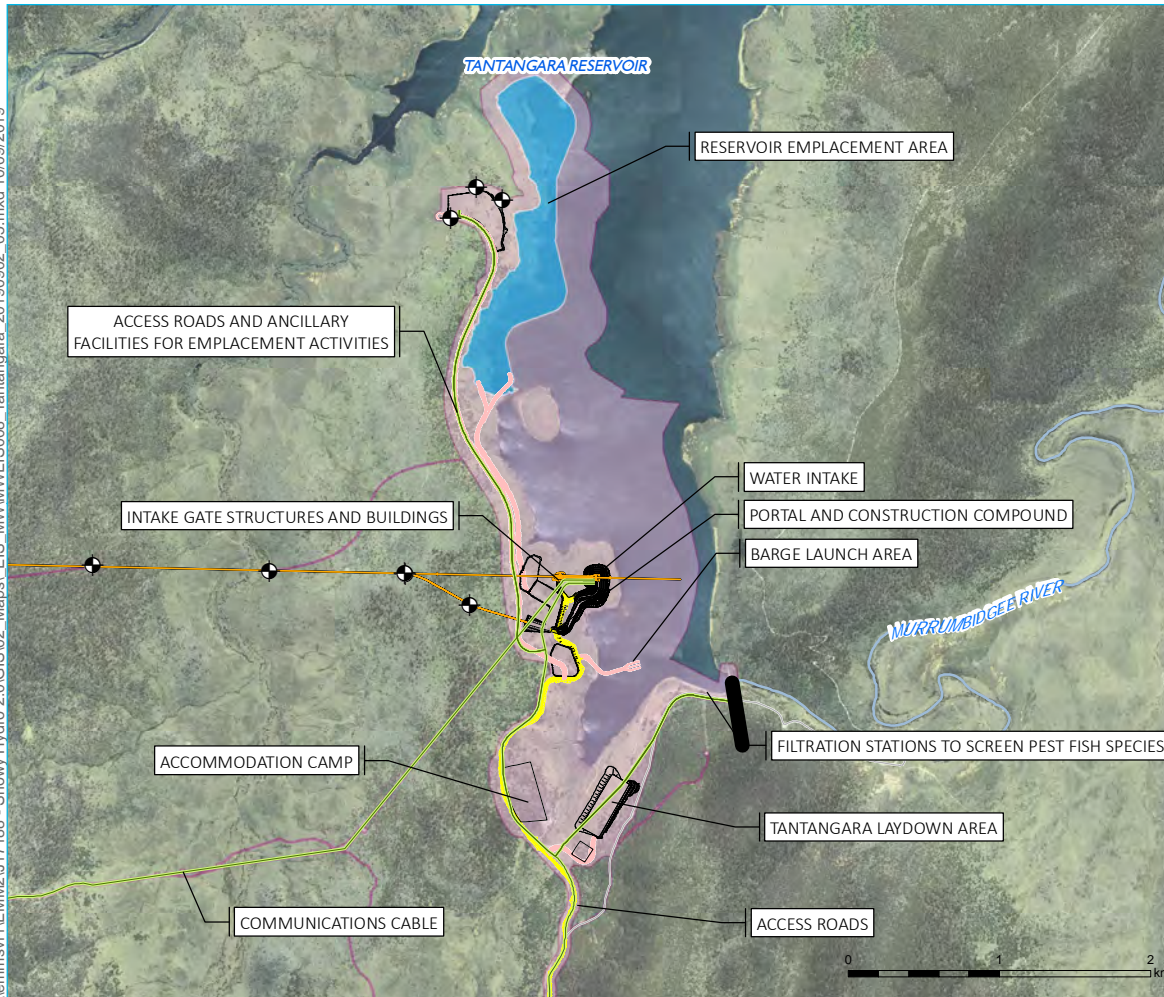 TANTANGARA RESERVOIR
RESERVOIR EMPLACEMENT AREA
ACCESS ROADS AND ANCILLARY
FACILITIES FOR EMPLACEMENT ACTIVITIES
WATER INTAKE
INTAKE GATE STRUCTURES AND BUILDINGS
PORTAL AND CONSTRUCTION COMPOUND
BARGE LAUNCH AREA
MURRUMBIDGEE RIVER
FILTRATION STATIONS TO SCREEN PEST FISH SPECIES
ACCOMMODATION CAMP
TANTANGARA LAYDOWN AREA
COMMUNICATIONS CABLE
ACCESS ROADS
0 1 2
km